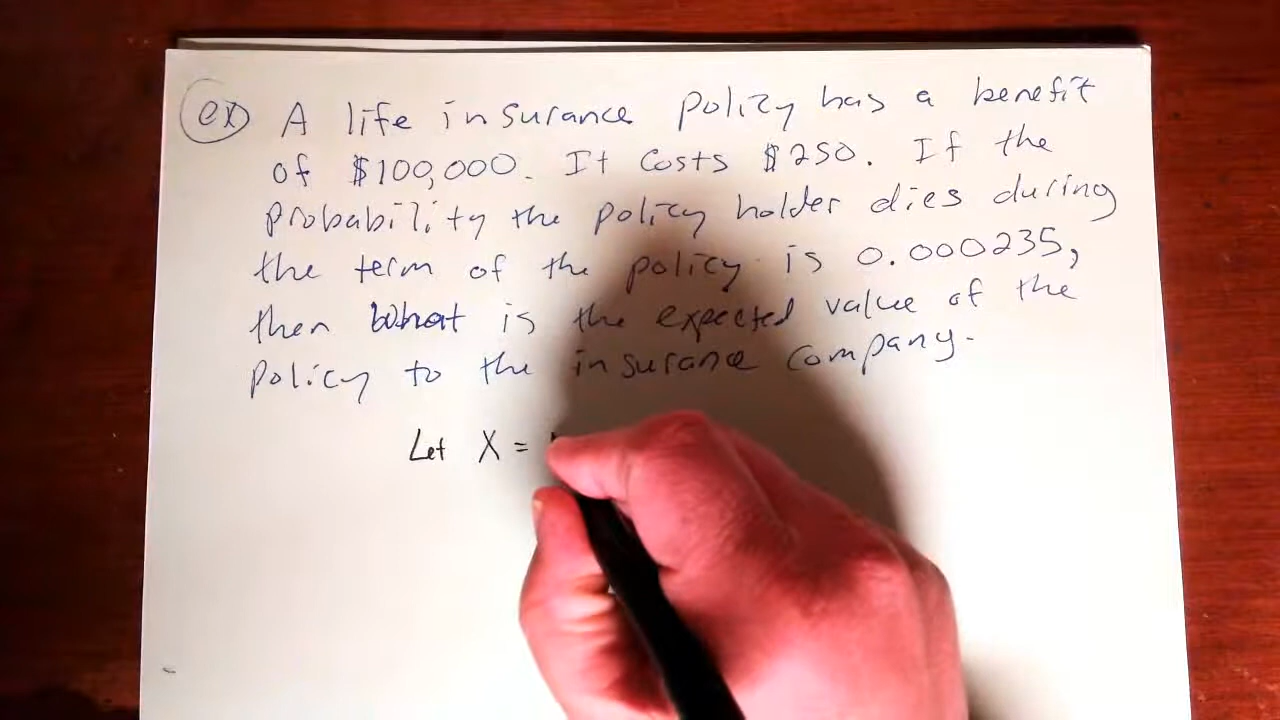 ex A life insurance policy has a benefit
of $100,000. It costs $250. If the
probability the policy holder dies during
the term of the policy is 0.000235,
then what is the expected value of the
policy to the insurance company.
Let X =